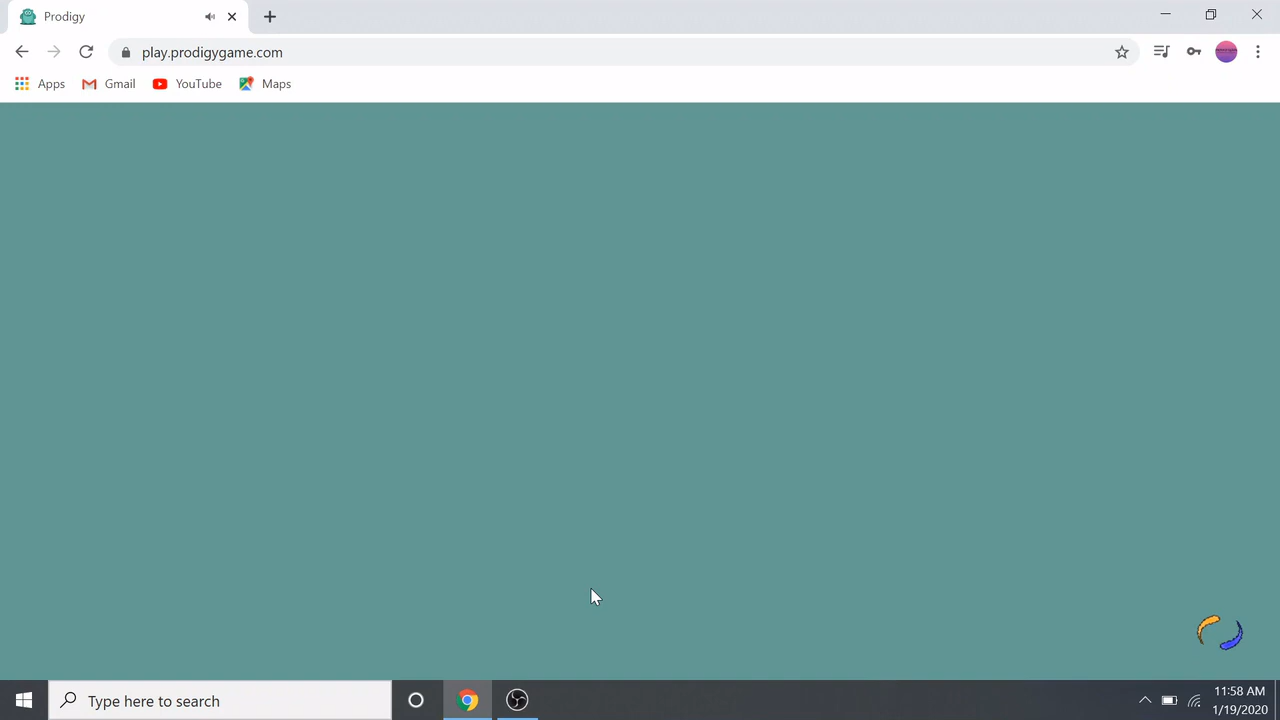 Prodigy
play.prodigygame.com
Apps Gmail YouTube Maps
Type here to search
11:58 AM
1/19/2020